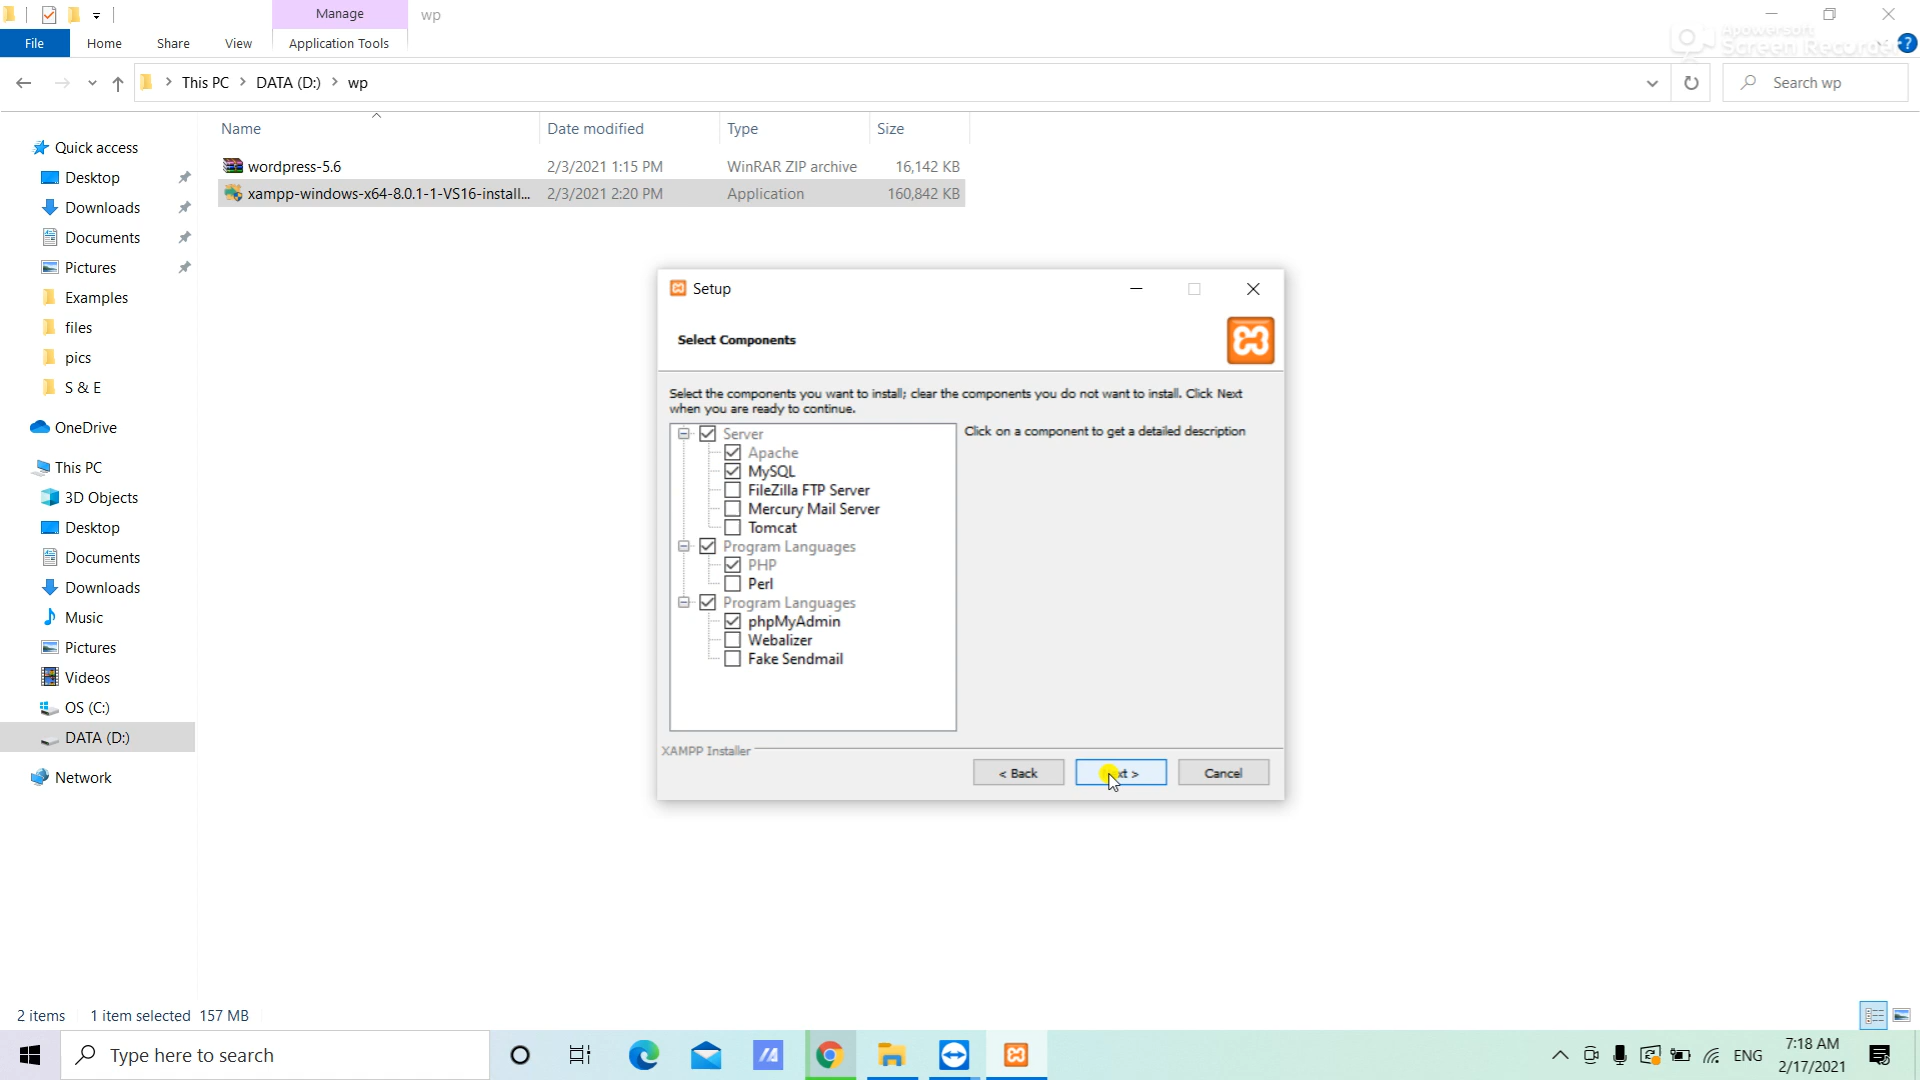 Manage
wp
File
Home
Share
View
Application Tools
Apowersoft
Screen Recorder
This PC
DATA (D:)
wp
Search wp
Name
Date modified
Type
Size
wordpress-5.6
2/3/2021 1:15 PM
WinRAR ZIP archive
16,142 KB
xampp-windows-x64-8.0.1-1-VS16-install...
2/3/2021 2:20 PM
Application
160,842 KB
Quick access
Desktop
Downloads
Documents
Pictures
Examples
files
pics
S & E
OneDrive
This PC
3D Objects
Desktop
Documents
Downloads
Music
Pictures
Videos
OS (C:)
DATA (D:)
Network
Setup
Select Components
Select the components you want to install; clear the components you do not want to install. Click Next
when you are ready to continue.
Server
Apache
MySQL
FileZilla FTP Server
Mercury Mail Server
Tomcat
Program Languages
PHP
Perl
Program Languages
phpMyAdmin
Webalizer
Fake Sendmail
Click on a component to get a detailed description
XAMPP Installer
< Back
Cancel
2 items
1 item selected
157 MB
Type here to search
ENG
7:18 AM
2/17/2021